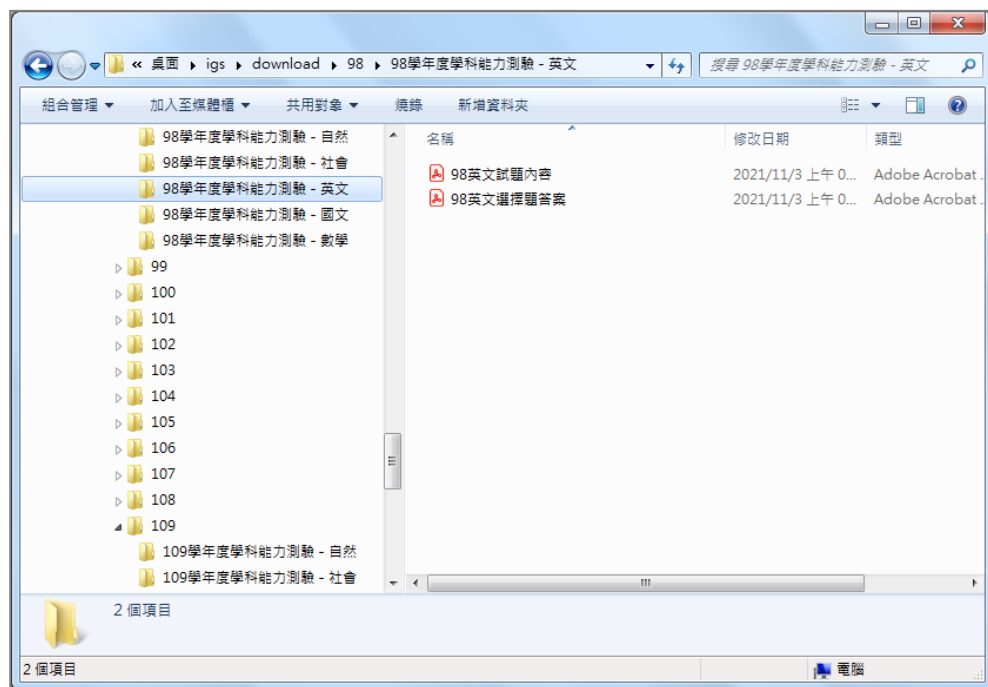 « 桌面 ▸ igs ▸ download ▸ 98 ▸ 98學年度學科能力測驗 - 英文
搜尋 98學年度學科能力測驗 - 英文
組合管理 ▼ 加入至媒體櫃 ▼ 共用對象 ▼ 燒錄 新增資料夾
98學年度學科能力測驗 - 自然
98學年度學科能力測驗 - 社會
98學年度學科能力測驗 - 英文
98學年度學科能力測驗 - 國文
98學年度學科能力測驗 - 數學
99
100
101
102
103
104
105
106
107
108
109
109學年度學科能力測驗 - 自然
109學年度學科能力測驗 - 社會
名稱 修改日期 類型
98英文試題內容 2021/11/3 上午 0... Adobe Acrobat .
98英文選擇題答案 2021/11/3 上午 0... Adobe Acrobat .
2 個項目
2 個項目 電腦